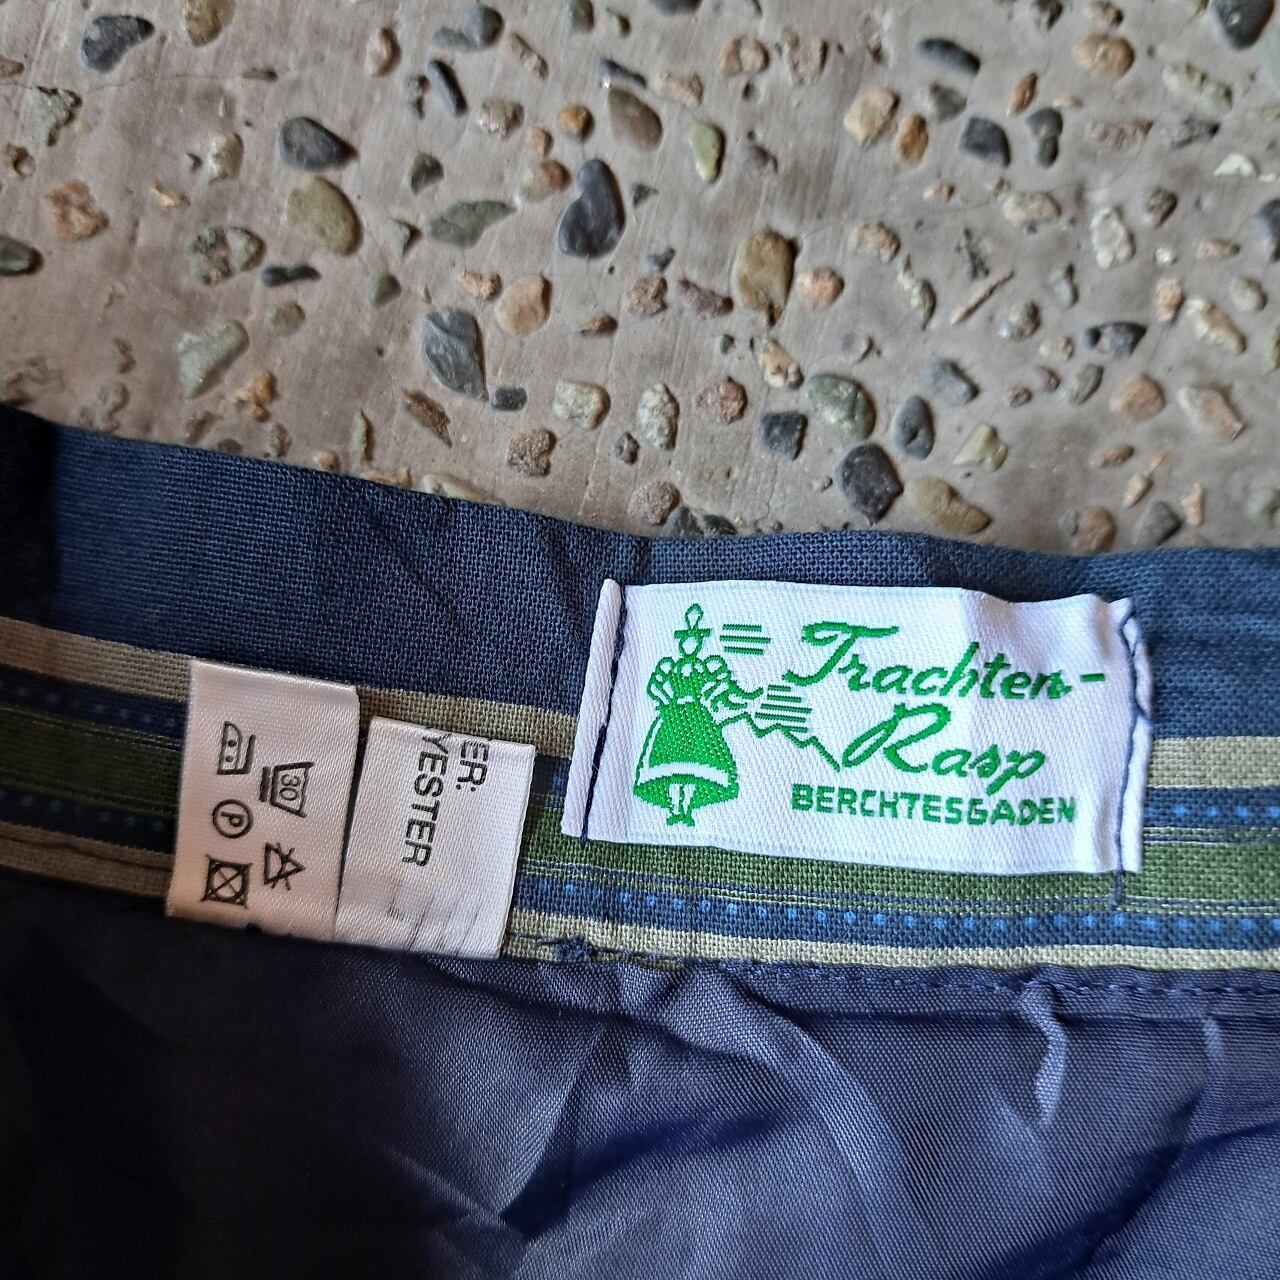 Trachten-
Rasp
BERCHTESGADEN
ER:
YESTER
30
P